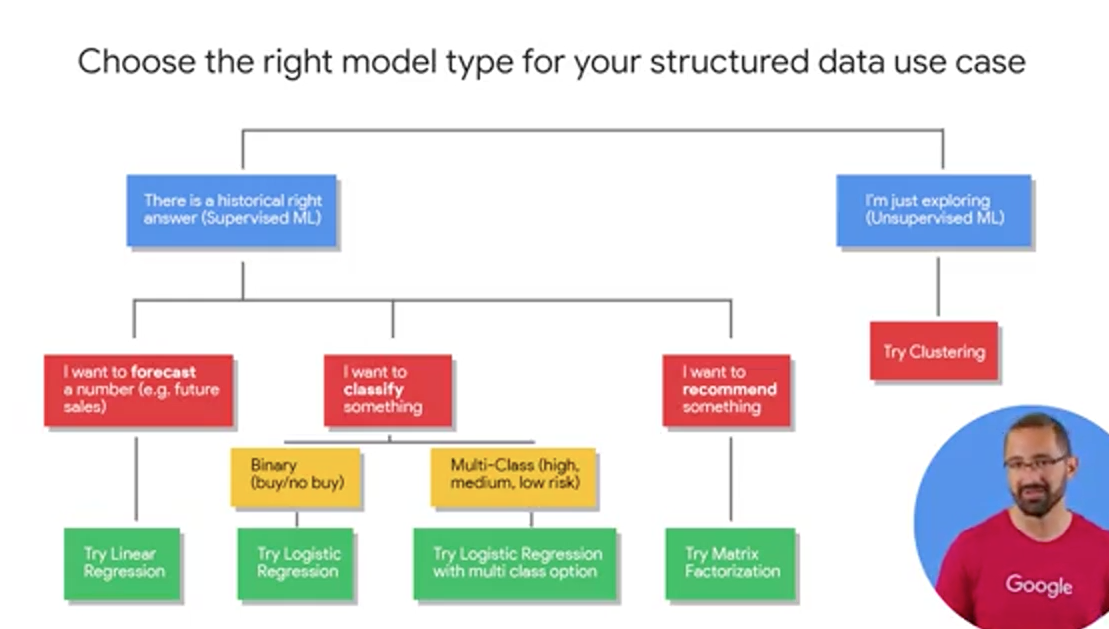 Choose the right model type for your structured data use case
There is a historical right
answer (Supervised ML)
I'm just exploring
(Unsupervised ML)
Try Clustering
I want to forecast
a number (e.g. future
sales)
I want to
classify
something
I want to
recommend
something
Binary
(buy/no buy)
Multi-Class (high,
medium, low risk)
Try Linear
Regression
Try Logistic
Regression
Try Logistic Regression
with multi class option
Try Matrix
Factorization
Google